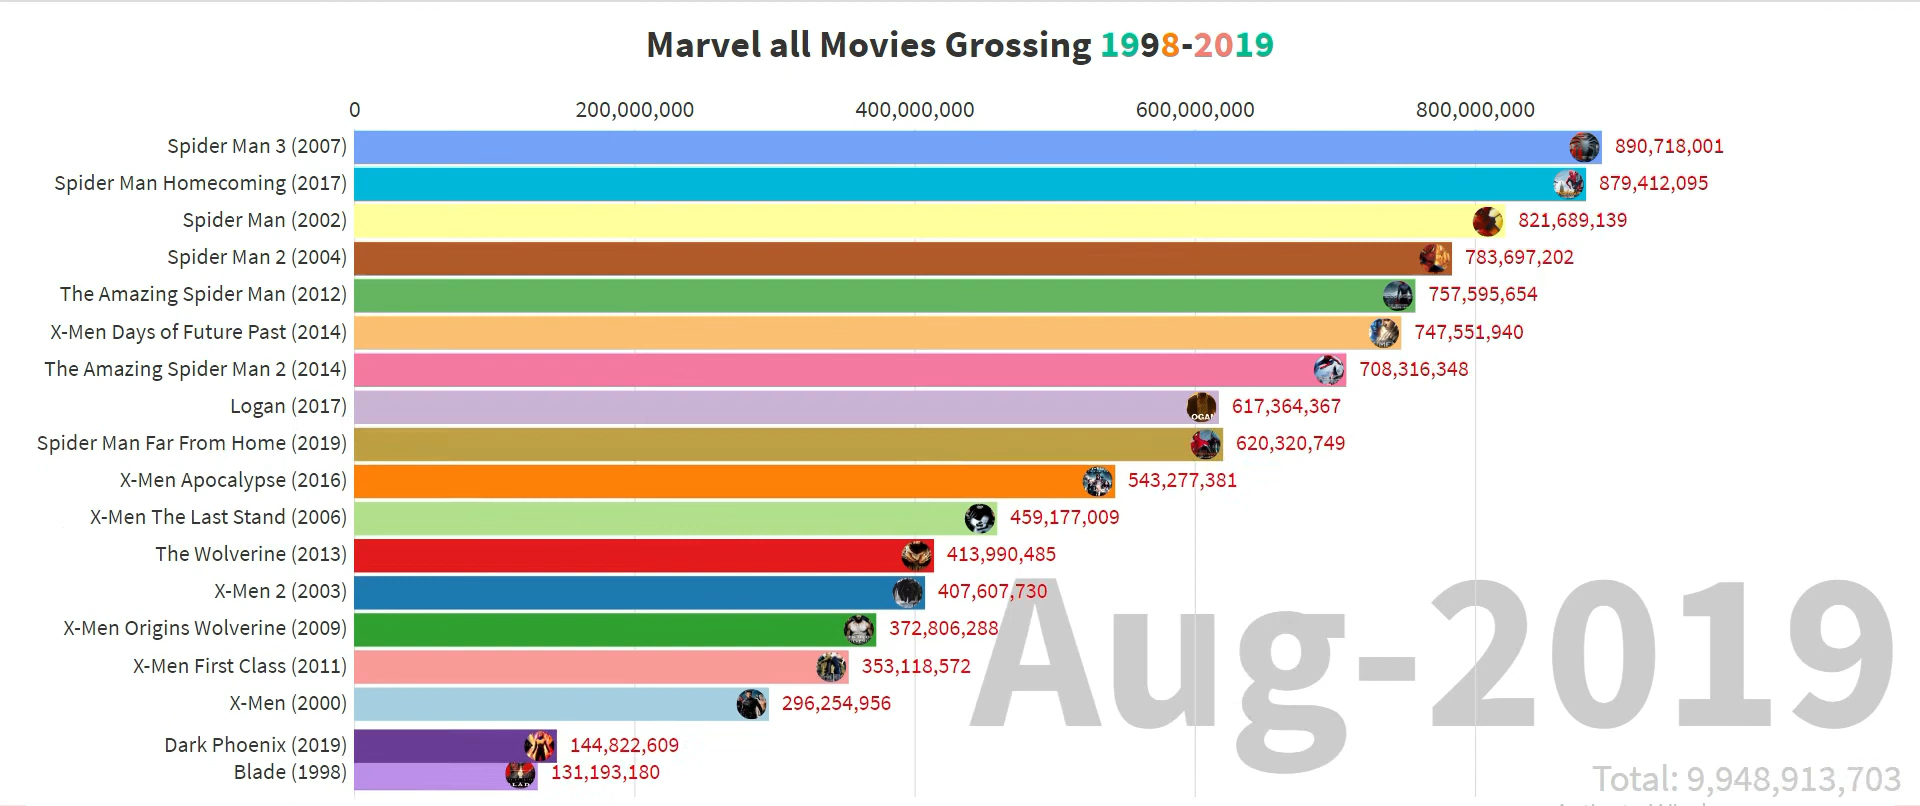 Marvel all Movies Grossing 1998-2019
0 200,000,000 400,000,000 600,000,000 800,000,000
Spider Man 3 (2007) 890,718,001
Spider Man Homecoming (2017) 879,412,095
Spider Man (2002) 821,689,139
Spider Man 2 (2004) 783,697,202
The Amazing Spider Man (2012) 757,595,654
X-Men Days of Future Past (2014) 747,551,940
The Amazing Spider Man 2 (2014) 708,316,348
Logan (2017) 617,364,367
Spider Man Far From Home (2019) 620,320,749
X-Men Apocalypse (2016) 543,277,381
X-Men The Last Stand (2006) 459,177,009
The Wolverine (2013) 413,990,485
X-Men 2 (2003) 407,607,730
X-Men Origins Wolverine (2009) 372,806,288
X-Men First Class (2011) 353,118,572
X-Men (2000) 296,254,956
Dark Phoenix (2019) 144,822,609
Blade (1998) 131,193,180
Aug-2019
Total: 9,948,913,703